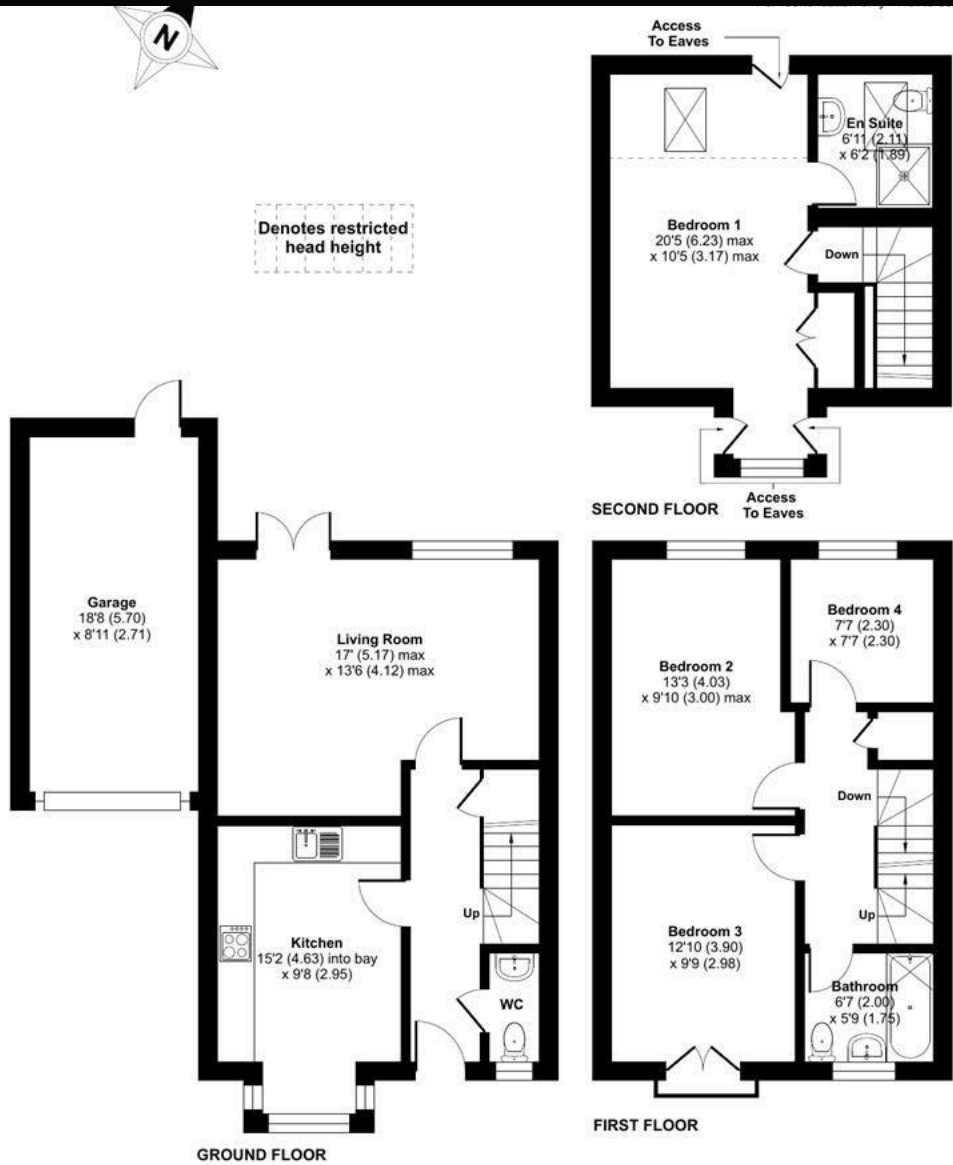 N
Access
To Eaves
En Suite
6'11 (2.11)
x 6'2 (1.89)
Denotes restricted
head height
Bedroom 1
20'5 (6.23) max
x 10'5 (3.17) max
Down
Access
To Eaves
SECOND FLOOR
Garage
18'8 (5.70)
x 8'11 (2.71)
Living Room
17' (5.17) max
x 13'6 (4.12) max
Up
Kitchen
15'2 (4.63) into bay
x 9'8 (2.95)
WC
GROUND FLOOR
Bedroom 4
7'7 (2.30)
x 7'7 (2.30)
Bedroom 2
13'3 (4.03)
x 9'10 (3.00) max
Down
Up
Bedroom 3
12'10 (3.90)
x 9'9 (2.98)
Bathroom
6'7 (2.00)
x 5'9 (1.75)
FIRST FLOOR